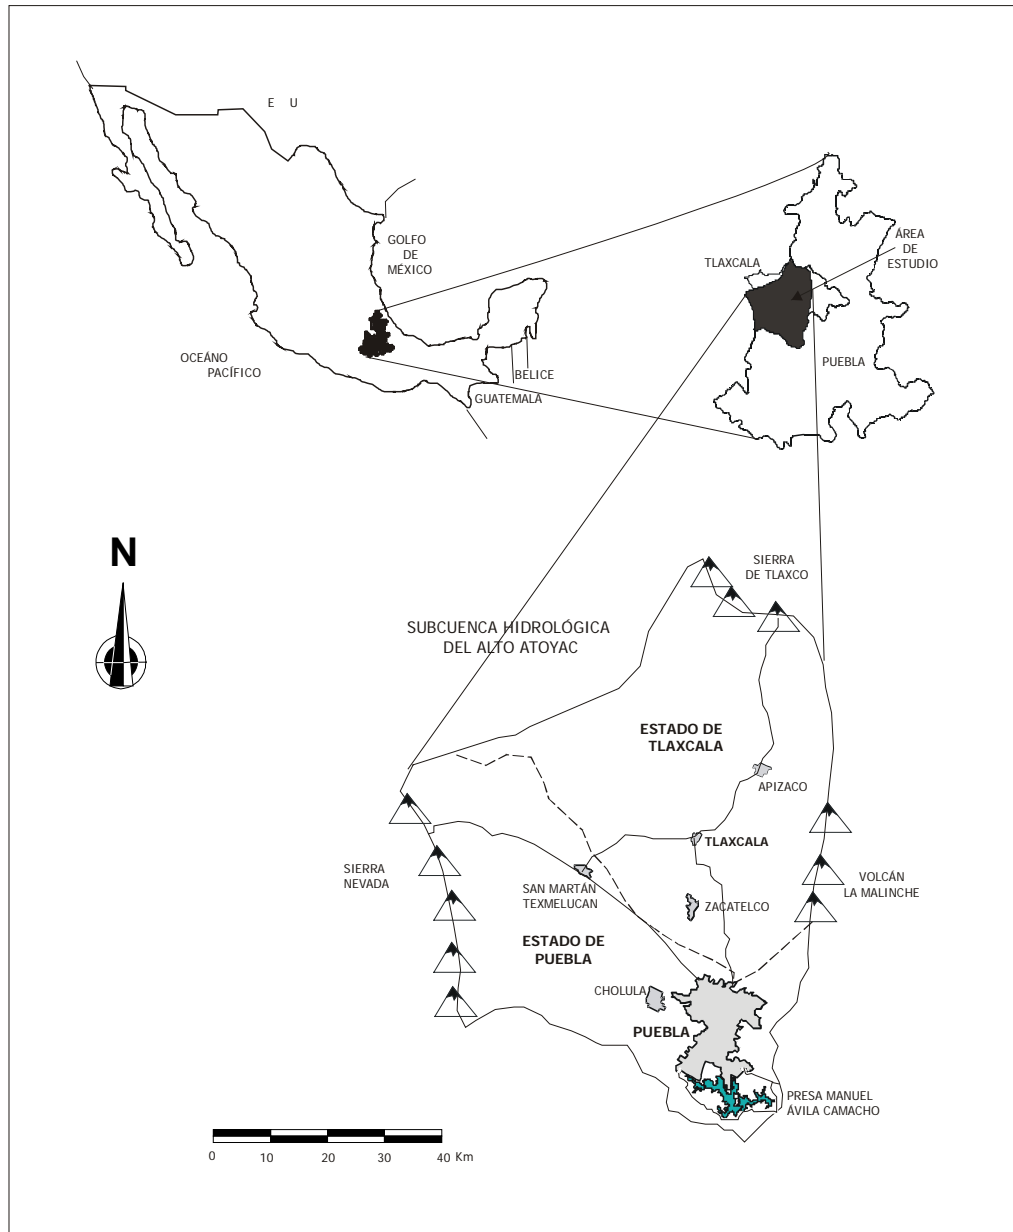 E U
GOLFO
DE
MÉXICO
OCEÁNO
PACÍFICO
BELICE
GUATEMALA
TLAXCALA
ÁREA
DE
ESTUDIO
PUEBLA
N
SIERRA
DE TLAXCO
SUBCUENCA HIDROLÓGICA
DEL ALTO ATOYAC
ESTADO DE
TLAXCALA
APIZACO
TLAXCALA
SIERRA
NEVADA
SAN MARTÁN
TEXMELUCAN
ZACATELCO
VOLCÁN
LA MALINCHE
ESTADO DE
PUEBLA
CHOLULA
PUEBLA
PRESA MANUEL
ÁVILA CAMACHO
0 10 20 30 40 Km